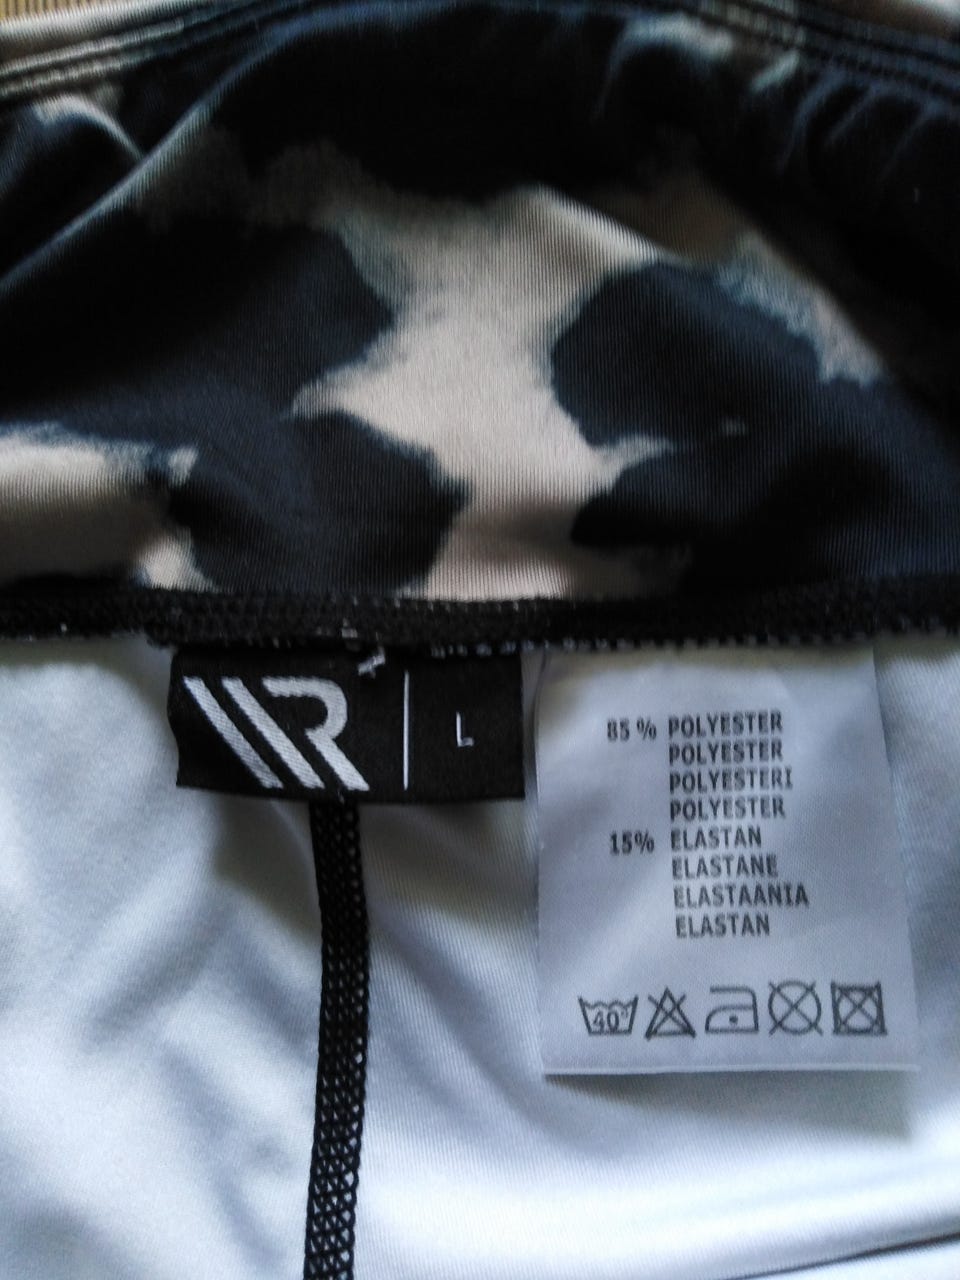 L
85 % POLYESTER
POLYESTER
POLYESTERI
POLYESTER
15% ELASTAN
ELASTANE
ELASTAANIA
ELASTAN
40°